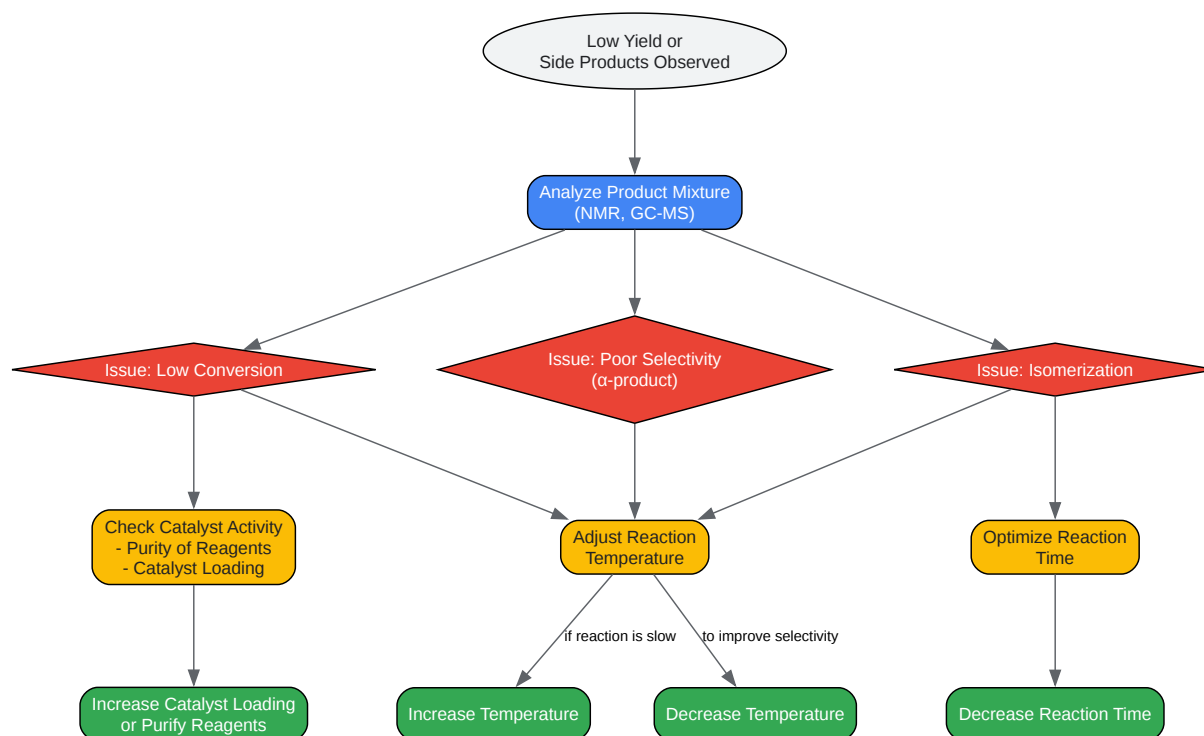 Low Yield or
Side Products Observed
Analyze Product Mixture
(NMR, GC-MS)
Issue: Low Conversion
Issue: Poor Selectivity
(α-product)
Issue: Isomerization
Check Catalyst Activity
- Purity of Reagents
- Catalyst Loading
Adjust Reaction
Temperature
Optimize Reaction
Time
if reaction is slow
to improve selectivity
Increase Catalyst Loading
or Purify Reagents
Increase Temperature
Decrease Temperature
Decrease Reaction Time